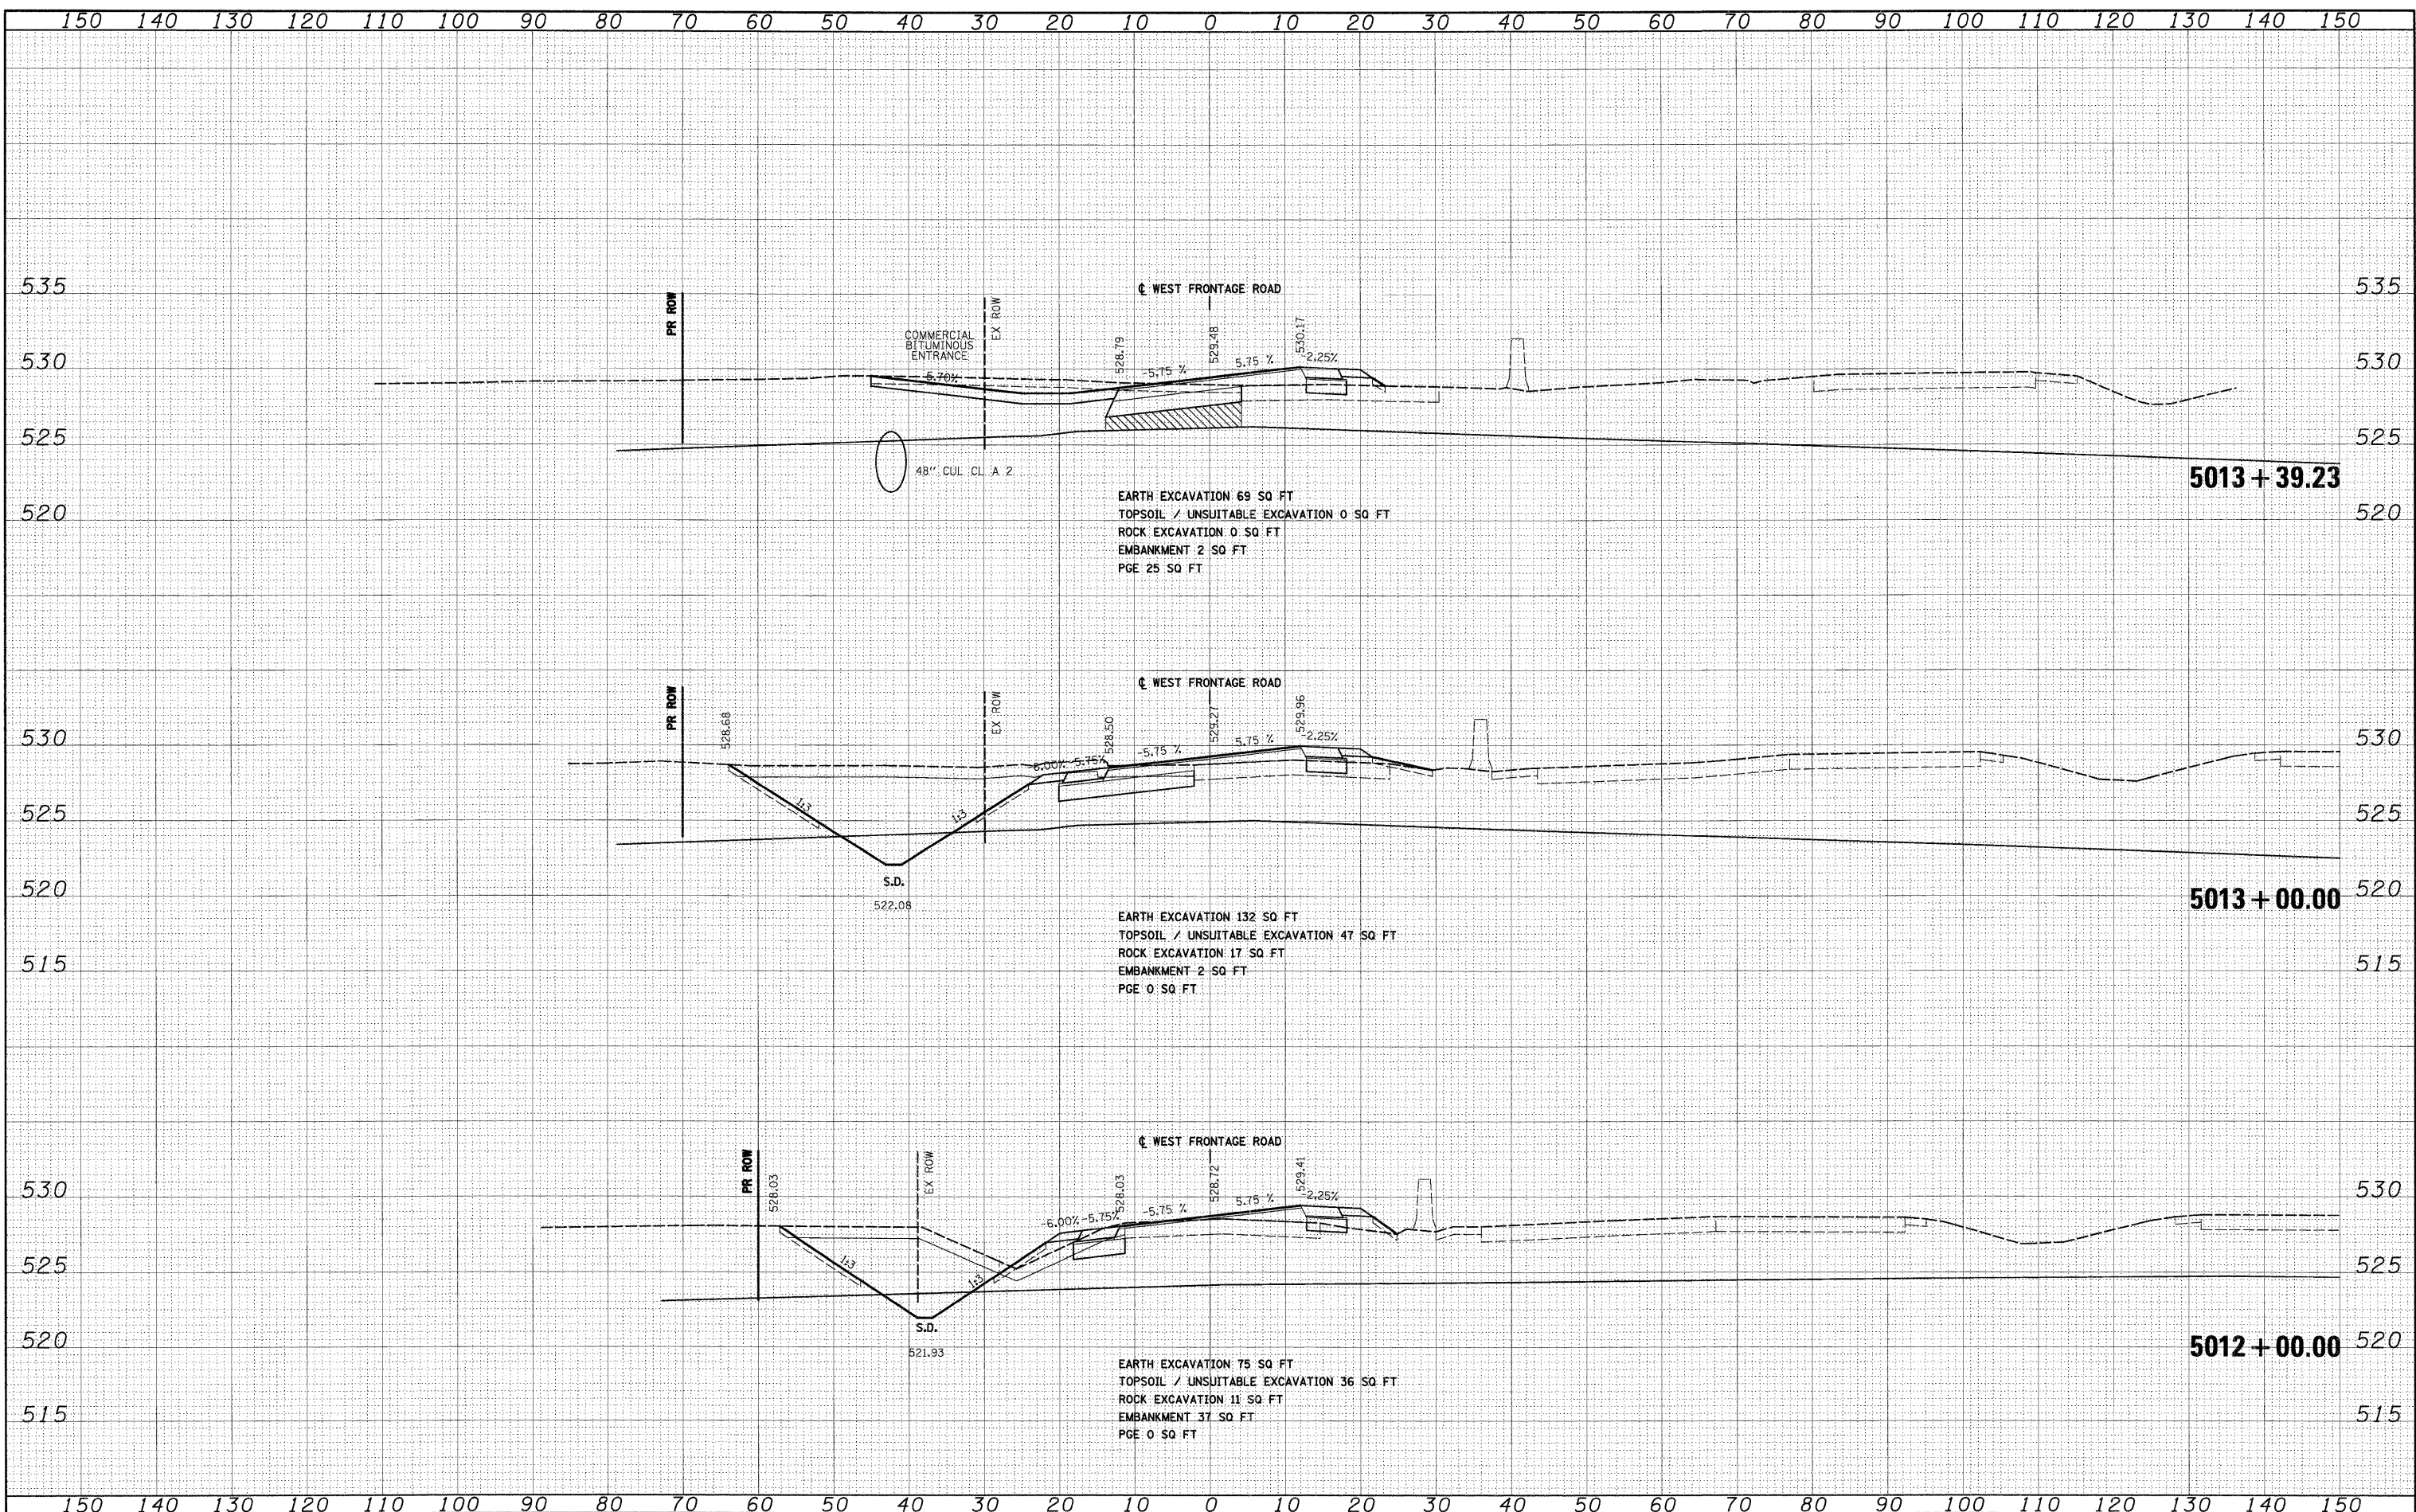 150 140 130 120 110 100 90 80 70 60 50 40 30 20 10 0 10 20 30 40 50 60 70 80 90 100 110 120 130 140 150
535 535
℄ WEST FRONTAGE ROAD
PR ROW
EX ROW
COMMERCIAL
BITUMINOUS
ENTRANCE
528.79
529.48
530.17
530 530
5.70%
-5.75 %
5.75 %
-2.25%
525 525
48" CUL CL A 2
5013 + 39.23
EARTH EXCAVATION 69 SQ FT
TOPSOIL / UNSUITABLE EXCAVATION 0 SQ FT
ROCK EXCAVATION 0 SQ FT
EMBANKMENT 2 SQ FT
PGE 25 SQ FT
520 520
℄ WEST FRONTAGE ROAD
PR ROW
EX ROW
528.68
528.50
529.27
529.96
530 530
-6.00%
-5.75%
-5.75 %
5.75 %
-2.25%
1:3
1:3
525 525
S.D.
522.08
520 520
5013 + 00.00
EARTH EXCAVATION 132 SQ FT
TOPSOIL / UNSUITABLE EXCAVATION 47 SQ FT
ROCK EXCAVATION 17 SQ FT
EMBANKMENT 2 SQ FT
PGE 0 SQ FT
515 515
℄ WEST FRONTAGE ROAD
PR ROW
528.03
EX ROW
528.03
528.72
529.41
530 530
-6.00%
-5.75%
-5.75 %
5.75 %
-2.25%
1:3
1:3
525 525
S.D.
521.93
520 520
5012 + 00.00
EARTH EXCAVATION 75 SQ FT
TOPSOIL / UNSUITABLE EXCAVATION 36 SQ FT
ROCK EXCAVATION 11 SQ FT
EMBANKMENT 37 SQ FT
PGE 0 SQ FT
515 515
150 140 130 120 110 100 90 80 70 60 50 40 30 20 10 0 10 20 30 40 50 60 70 80 90 100 110 120 130 140 150